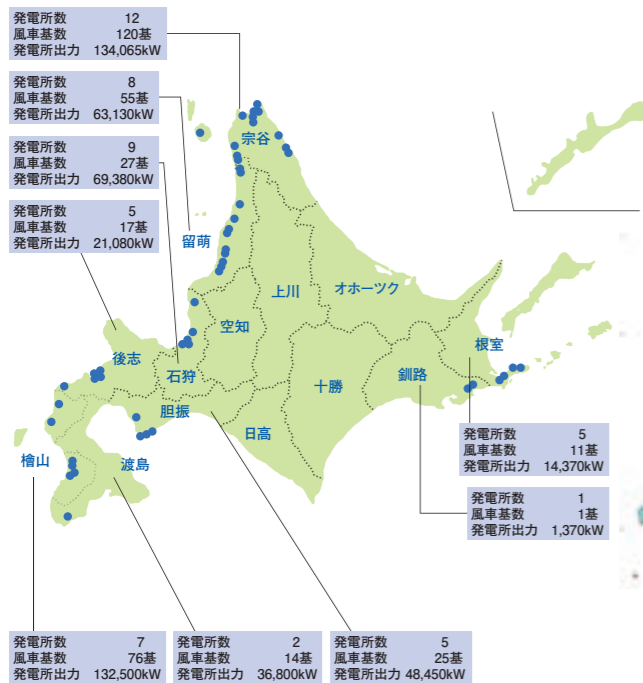 発電所数 12
風車基数 120基
発電所出力 134,065kW
発電所数 8
風車基数 55基
発電所出力 63,130kW
発電所数 9
風車基数 27基
発電所出力 69,380kW
発電所数 5
風車基数 17基
発電所出力 21,080kW
宗谷
留萌
上川
オホーツク
空知
後志
石狩
根室
十勝
釧路
胆振
日高
檜山
渡島
発電所数 5
風車基数 11基
発電所出力 14,370kW
発電所数 1
風車基数 1基
発電所出力 1,370kW
発電所数 7
風車基数 76基
発電所出力 132,500kW
発電所数 2
風車基数 14基
発電所出力 36,800kW
発電所数 5
風車基数 25基
発電所出力 48,450kW